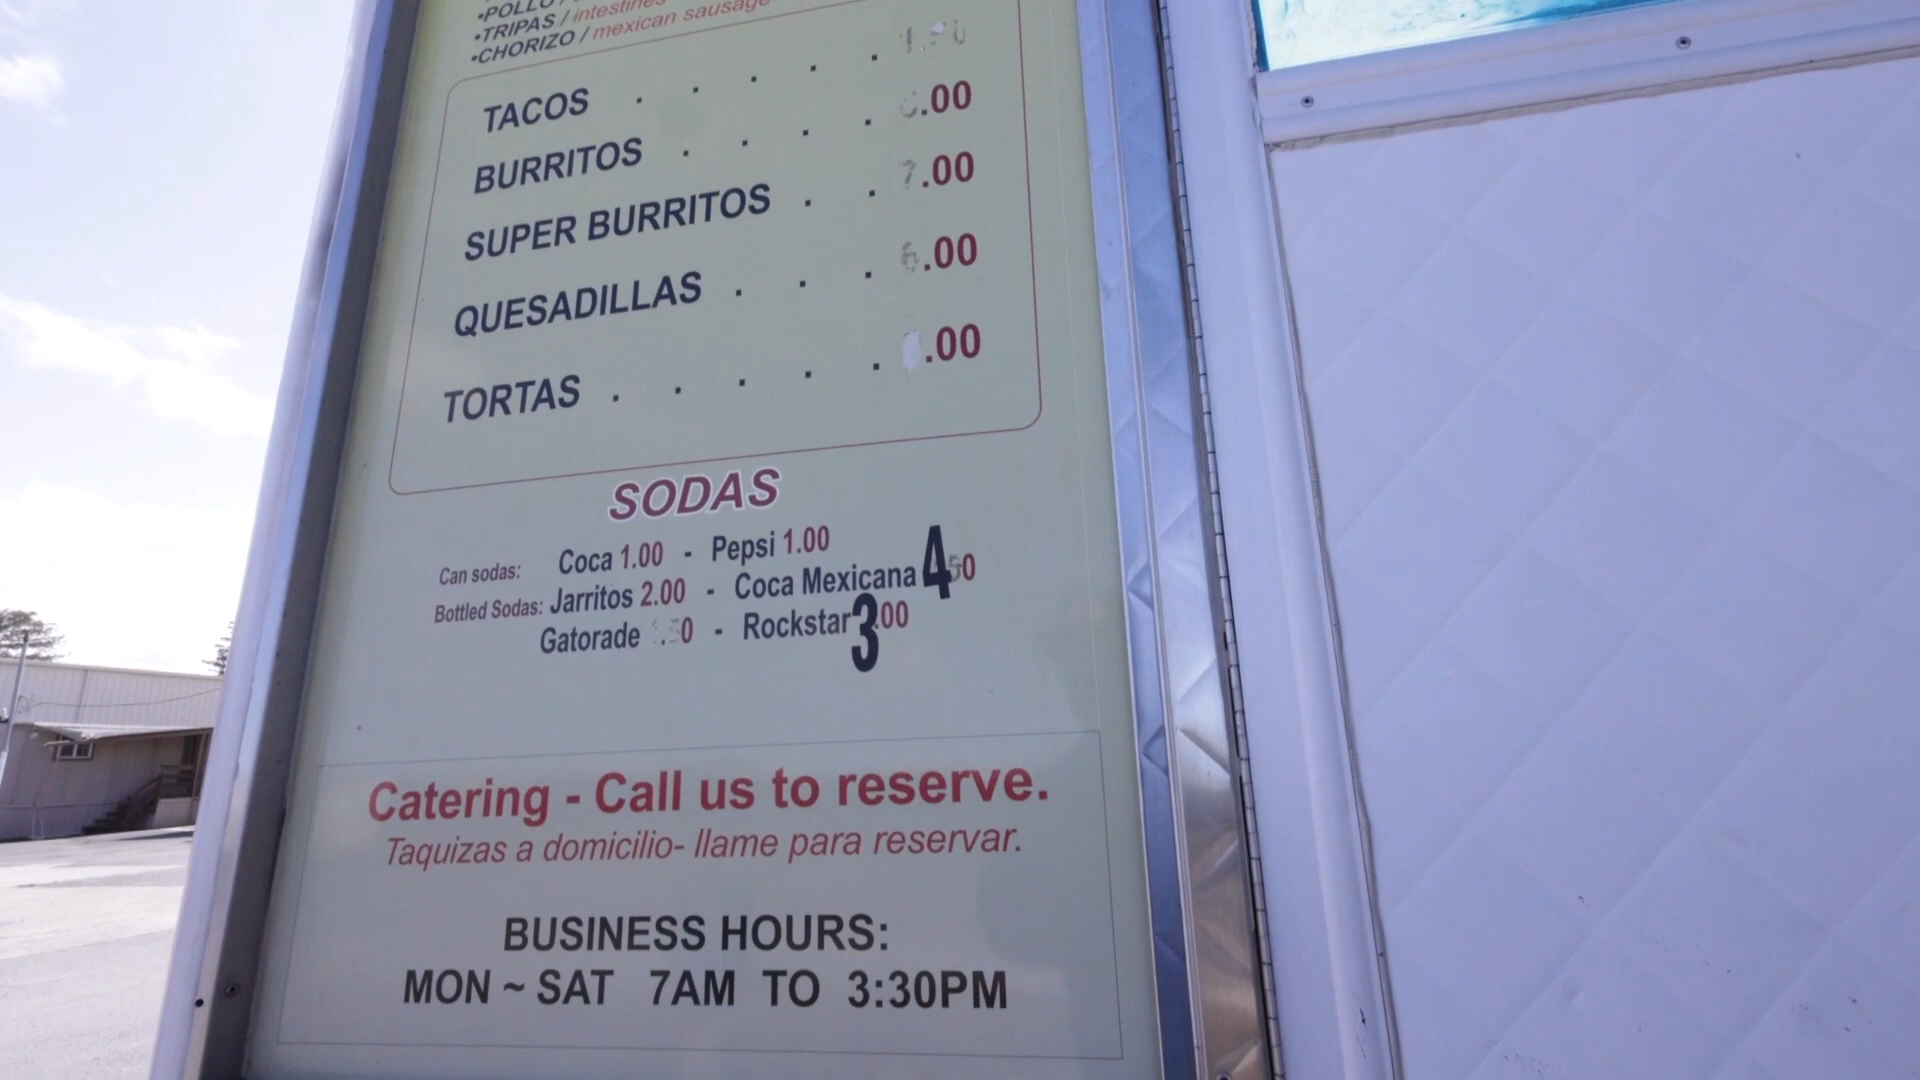 •POLLO /
•TRIPAS / intestines
•CHORIZO / mexican sausage
TACOS . . . . .
BURRITOS . . . . .00
SUPER BURRITOS . . 7.00
QUESADILLAS . . . 6.00
TORTAS . . . . . .00
SODAS
Can sodas: Coca 1.00 - Pepsi 1.00
Bottled Sodas: Jarritos 2.00 - Coca Mexicana 4.50
Gatorade .50 - Rockstar 3.00
Catering - Call us to reserve.
Taquizas a domicilio- llame para reservar.
BUSINESS HOURS:
MON ~ SAT 7AM TO 3:30PM